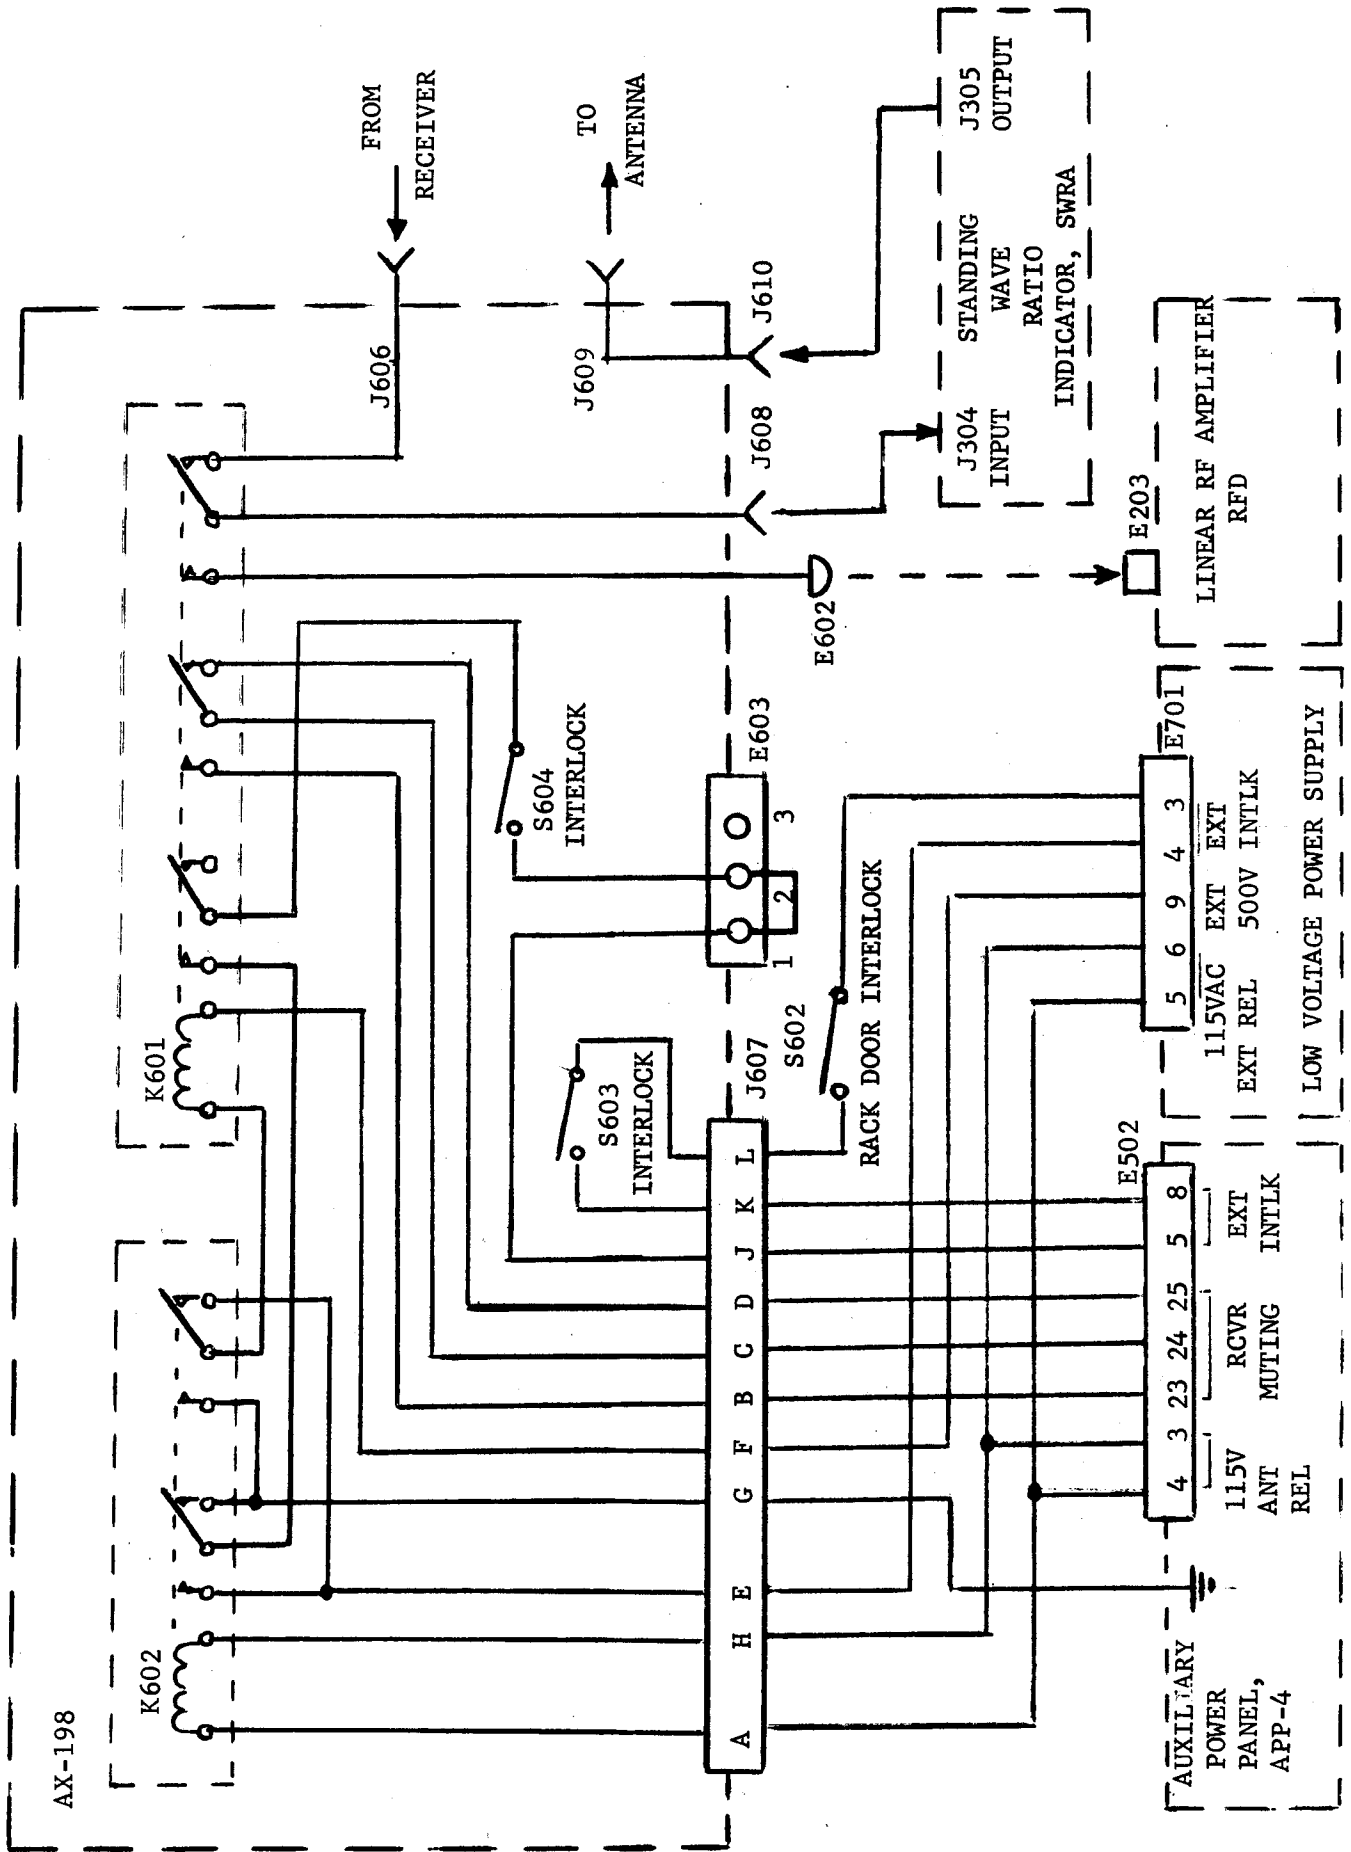 AX-198
K602
K601
J606
FROM
RECEIVER
J609
TO
ANTENNA
S604
INTERLOCK
S603
INTERLOCK
A
H
E
G
F
B
C
D
J
K
L
J607
1
2
3
E603
E602
J608
J610
S602
RACK DOOR INTERLOCK
J304
INPUT
STANDING
WAVE
RATIO
INDICATOR, SWRA
J305
OUTPUT
E203
LINEAR RF AMPLIFIER
RFD
AUXILIARY
POWER
PANEL,
APP-4
4
3
23
24
25
5
8
E502
115V
ANT
REL
RCVR
MUTING
EXT
INTLK
5
6
9
4
3
E701
115VAC
EXT REL
EXT EXT
500V INTLK
LOW VOLTAGE POWER SUPPLY